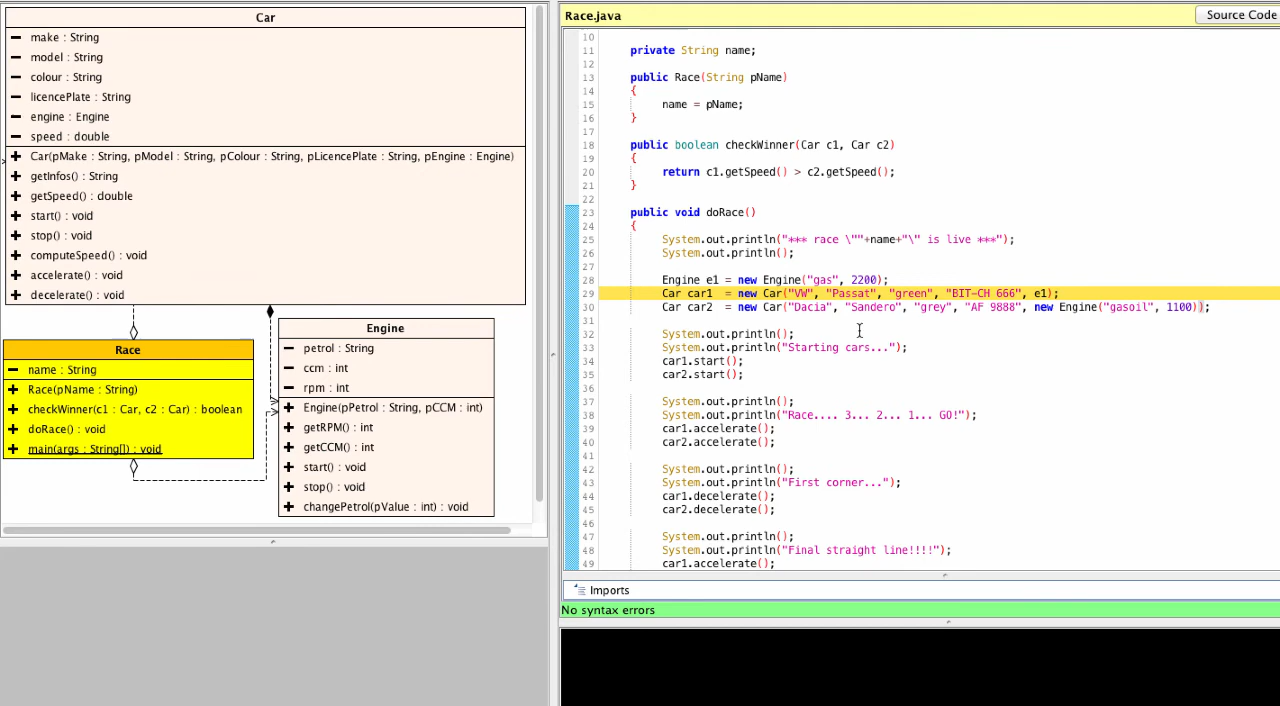 Car
make : String
model : String
colour : String
licencePlate : String
engine : Engine
speed : double
Car(pMake : String, pModel : String, pColour : String, pLicencePlate : String, pEngine : Engine)
getInfos() : String
getSpeed() : double
start() : void
stop() : void
computeSpeed() : void
accelerate() : void
decelerate() : void
Race
name : String
Race(pName : String)
checkWinner(c1 : Car, c2 : Car) : boolean
doRace() : void
main(args : String[]) : void
Engine
petrol : String
ccm : int
rpm : int
Engine(pPetrol : String, pCCM : int)
getRPM() : int
getCCM() : int
start() : void
stop() : void
changePetrol(pValue : int) : void
Race.java
Source Code
10
11 private String name;
12
13 public Race(String pName)
14 {
15 name = pName;
16 }
17
18 public boolean checkWinner(Car c1, Car c2)
19 {
20 return c1.getSpeed() > c2.getSpeed();
21 }
22
23 public void doRace()
24 {
25 System.out.println("*** race \""+name+"\" is live ***");
26 System.out.println();
27
28 Engine e1 = new Engine("gas", 2200);
29 Car car1  = new Car("VW", "Passat", "green", "BIT-CH 666", e1);
30 Car car2  = new Car("Dacia", "Sandero", "grey", "AF 9888", new Engine("gasoil", 1100));
31
32 System.out.println();
33 System.out.println("Starting cars...");
34 car1.start();
35 car2.start();
36
37 System.out.println();
38 System.out.println("Race.... 3... 2... 1... GO!");
39 car1.accelerate();
40 car2.accelerate();
41
42 System.out.println();
43 System.out.println("First corner...");
44 car1.decelerate();
45 car2.decelerate();
46
47 System.out.println();
48 System.out.println("Final straight line!!!!");
49 car1.accelerate();
Imports
No syntax errors